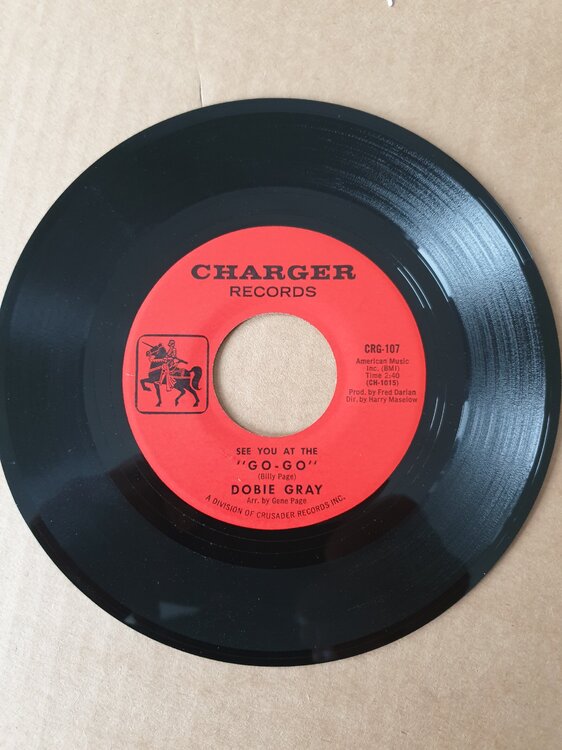 CHARGER
RECORDS
CRG-107
American Music
Inc. (BMI)
Time 2:40
(CH-1015)
Prod. by Fred Darian
Dir. by Harry Maselow
SEE YOU AT THE
"GO-GO"
(Billy Page)
DOBIE GRAY
Arr. by Gene Page
A DIVISION OF CRUSADER RECORDS INC.